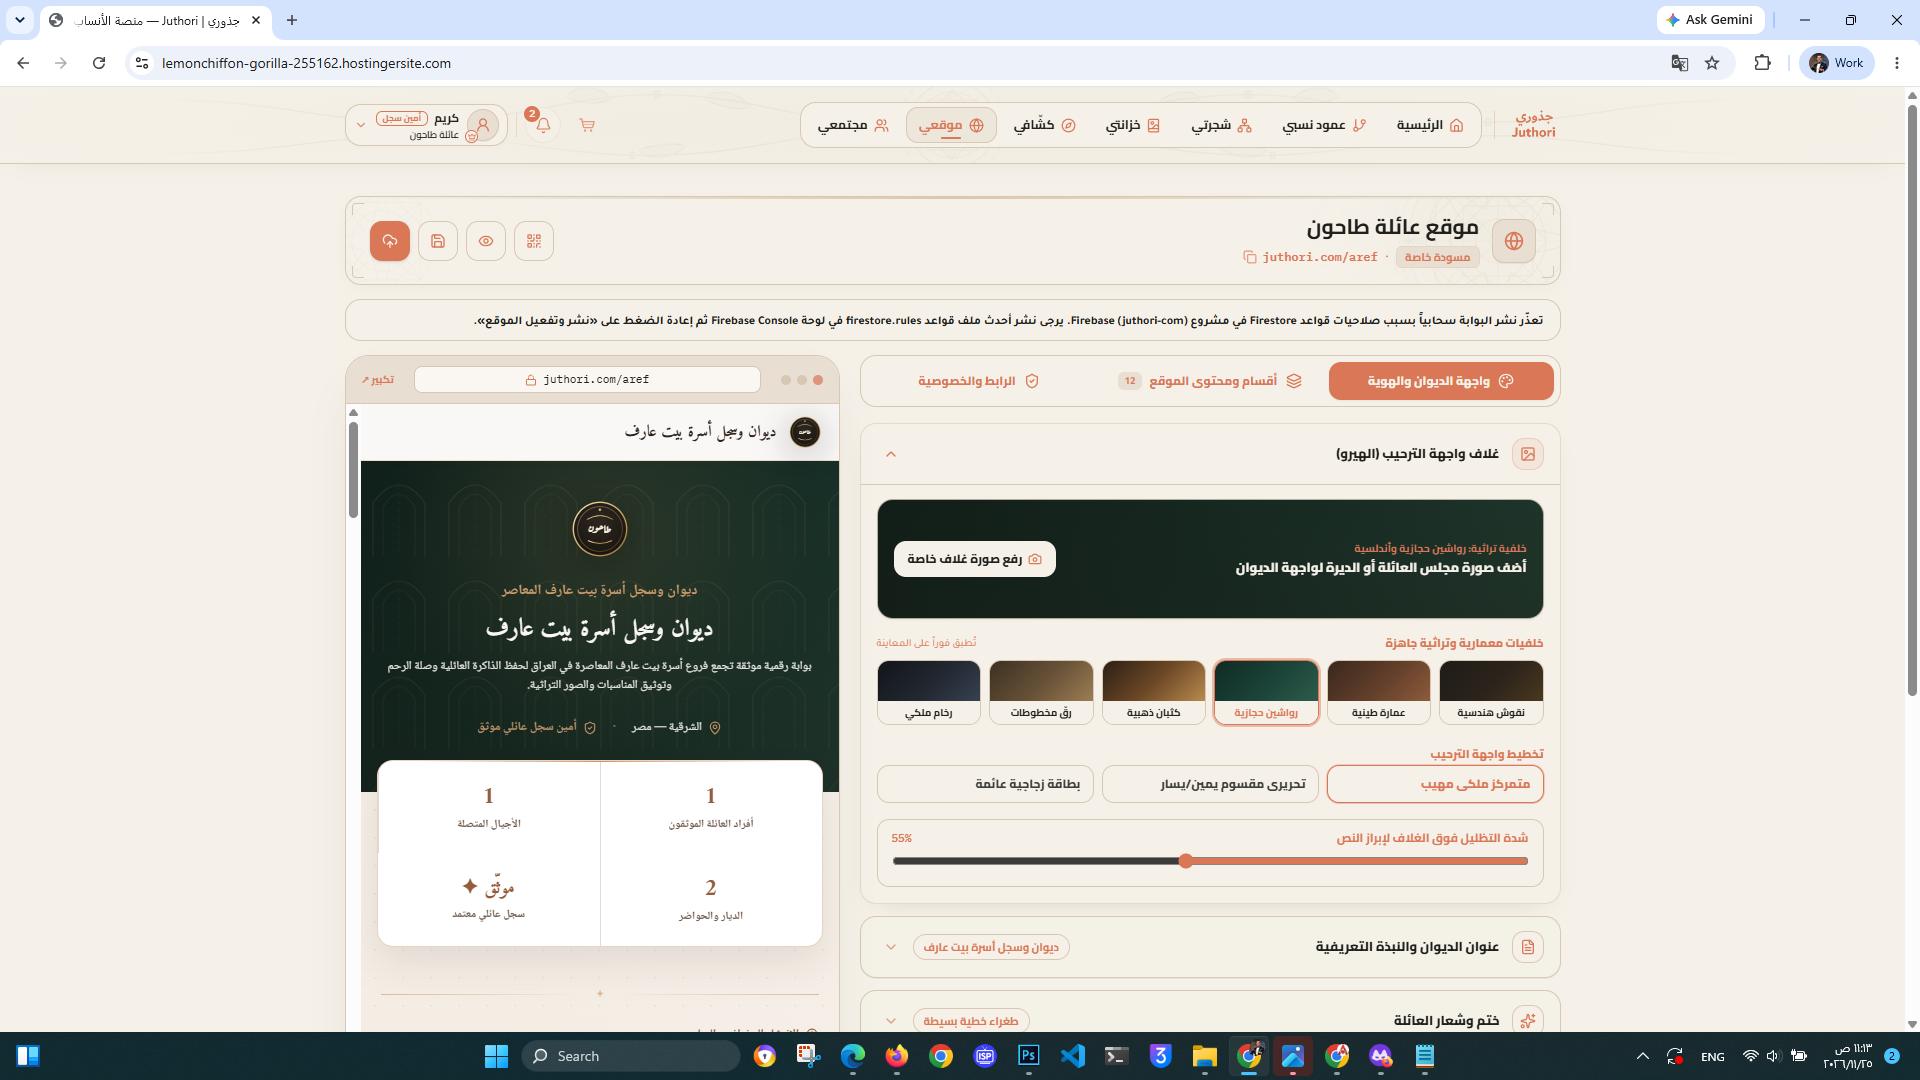 جذوري | Juthori — منصة الأنساب
Ask Gemini
lemonchiffon-gorilla-255162.hostingersite.com
Work
جذوري
Juthori
الرئيسية
عمود نسبي
شجرتي
خزانتي
كشّافي
موقعي
مجتمعي
2
كريم
أمين سجل
عائلة طاحون
موقع عائلة طاحون
مسودة خاصة · juthori.com/aref
تعذّر نشر البوابة سحابياً بسبب صلاحيات قواعد Firestore في مشروع Firebase (juthori-com). يرجى نشر أحدث ملف قواعد firestore.rules في لوحة Firebase Console ثم إعادة الضغط على «نشر وتفعيل الموقع».
واجهة الديوان والهوية
أقسام ومحتوى الموقع 12
الرابط والخصوصية
غلاف واجهة الترحيب (الهيرو)
خلفية تراثية: رواشين حجازية وأندلسية
أضف صورة مجلس العائلة أو الديرة لواجهة الديوان
رفع صورة غلاف خاصة
خلفيات معمارية وتراثية جاهزة
تُطبق فوراً على المعاينة
نقوش هندسية
عمارة طينية
رواشين حجازية
كثبان ذهبية
رقّ مخطوطات
رخام ملكي
تخطيط واجهة الترحيب
متمركز ملكي مهيب
تحريري مقسوم يمين/يسار
بطاقة زجاجية عائمة
شدة التظليل فوق الغلاف لإبراز النص
55%
عنوان الديوان والنبذة التعريفية
ديوان وسجل أسرة بيت عارف
ختم وشعار العائلة
طغراء خطية بسيطة
juthori.com/aref
تكبير ↗
ديوان وسجل أسرة بيت عارف
طاحون
ديوان وسجل أسرة بيت عارف المعاصر
ديوان وسجل أسرة بيت عارف
بوابة رقمية موثقة تجمع فروع أسرة بيت عارف المعاصرة في العراق لحفظ الذاكرة العائلية وصلة الرحم
وتوثيق المناسبات والصور التراثية.
الشرقية — مصر · أمين سجل عائلي موثق
1
أفراد العائلة الموثقون
1
الأجيال المتصلة
2
الديار والحواضر
موثّق ✦
سجل عائلي معتمد
Search
ENG
١١:١٣ ص
٢٠٢٦/١١/٢٥
2